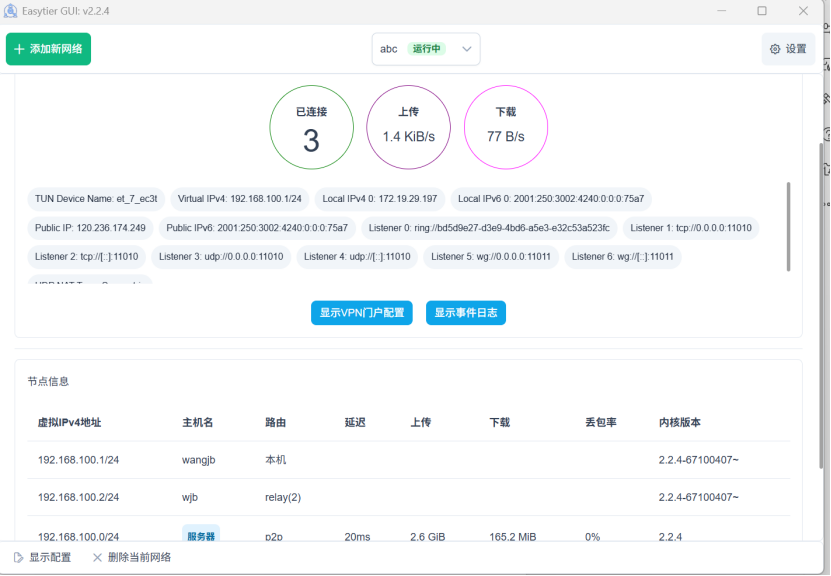 Easytier GUI: v2.2.4
添加新网络
abc 运行中
设置
已连接 上传 下载
3 1.4 KiB/s 77 B/s
TUN Device Name: et_7_ec3t Virtual IPv4: 192.168.100.1/24 Local IPv4 0: 172.19.29.197 Local IPv6 0: 2001:250:3002:4240:0:0:0:75a7
Public IP: 120.236.174.249 Public IPv6: 2001:250:3002:4240:0:0:0:75a7 Listener 0: ring://bd5d9e27-d3e9-4bd6-a5e3-e32c53a523fc Listener 1: tcp://0.0.0.0:11010
Listener 2: tcp://[::]:11010 Listener 3: udp://0.0.0.0:11010 Listener 4: udp://[::]:11010 Listener 5: wg://0.0.0.0:11011 Listener 6: wg://[::]:11011
显示VPN门户配置 显示事件日志
节点信息
虚拟IPv4地址 主机名 路由 延迟 上传 下载 丢包率 内核版本
192.168.100.1/24 wangjb 本机 2.2.4-67100407~
192.168.100.2/24 wjb relay(2) 2.2.4-67100407~
192.168.100.0/24 服务器 p2p 20ms 2.6 GiB 165.2 MiB 0% 2.2.4
显示配置 删除当前网络